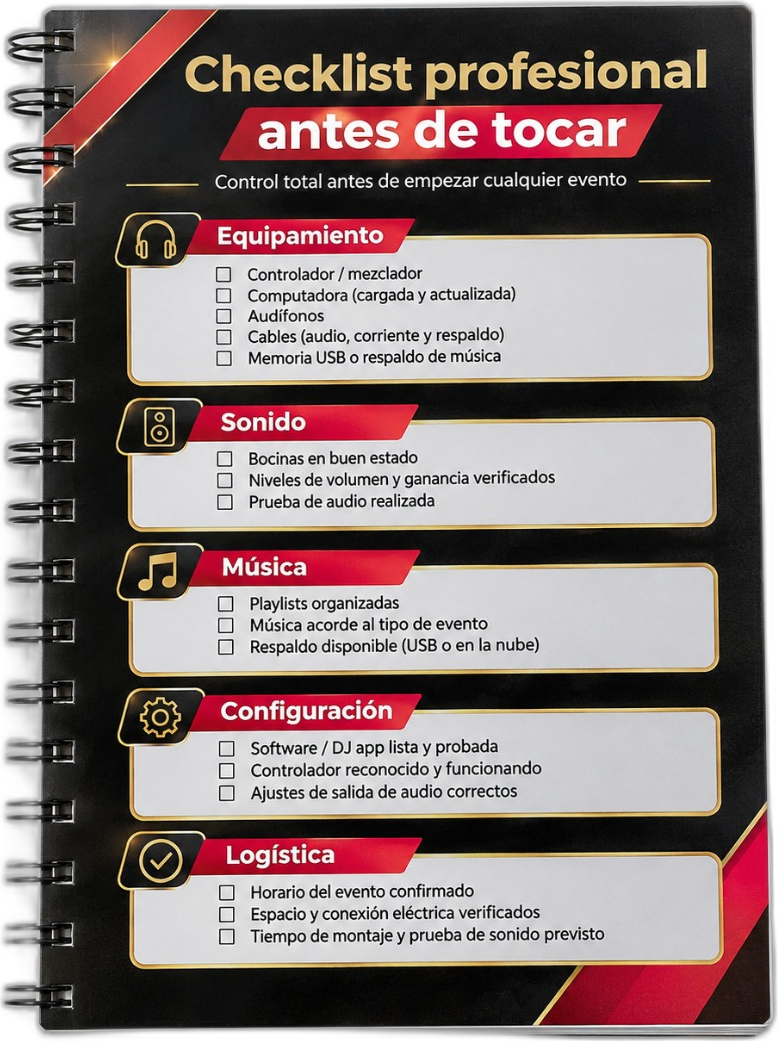 Checklist profesional
antes de tocar
Control total antes de empezar cualquier evento
Equipamiento
☐ Controlador / mezclador
☐ Computadora (cargada y actualizada)
☐ Audífonos
☐ Cables (audio, corriente y respaldo)
☐ Memoria USB o respaldo de música
Sonido
☐ Bocinas en buen estado
☐ Niveles de volumen y ganancia verificados
☐ Prueba de audio realizada
Música
☐ Playlists organizadas
☐ Música acorde al tipo de evento
☐ Respaldo disponible (USB o en la nube)
Configuración
☐ Software / DJ app lista y probada
☐ Controlador reconocido y funcionando
☐ Ajustes de salida de audio correctos
Logística
☐ Horario del evento confirmado
☐ Espacio y conexión eléctrica verificados
☐ Tiempo de montaje y prueba de sonido previsto